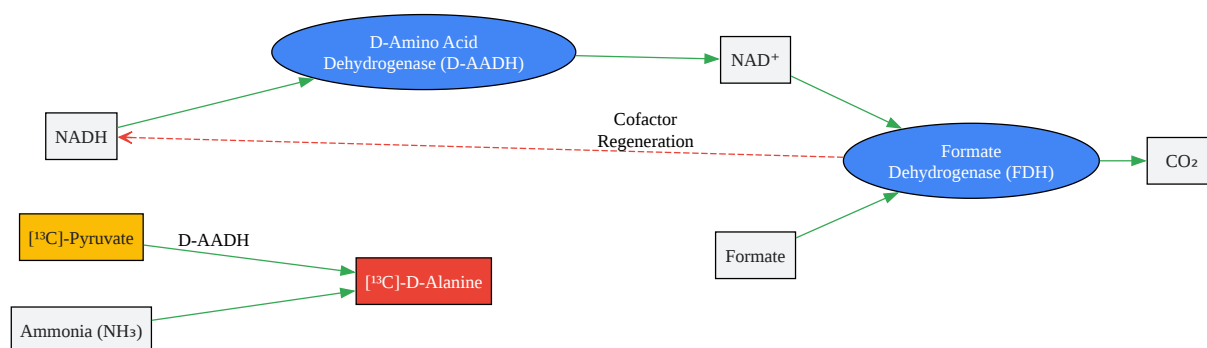 D-Amino Acid
Dehydrogenase (D-AADH)
NAD⁺
NADH
Cofactor
Regeneration
Formate
Dehydrogenase (FDH)
CO₂
[¹³C]-Pyruvate
D-AADH
Formate
[¹³C]-D-Alanine
Ammonia (NH₃)